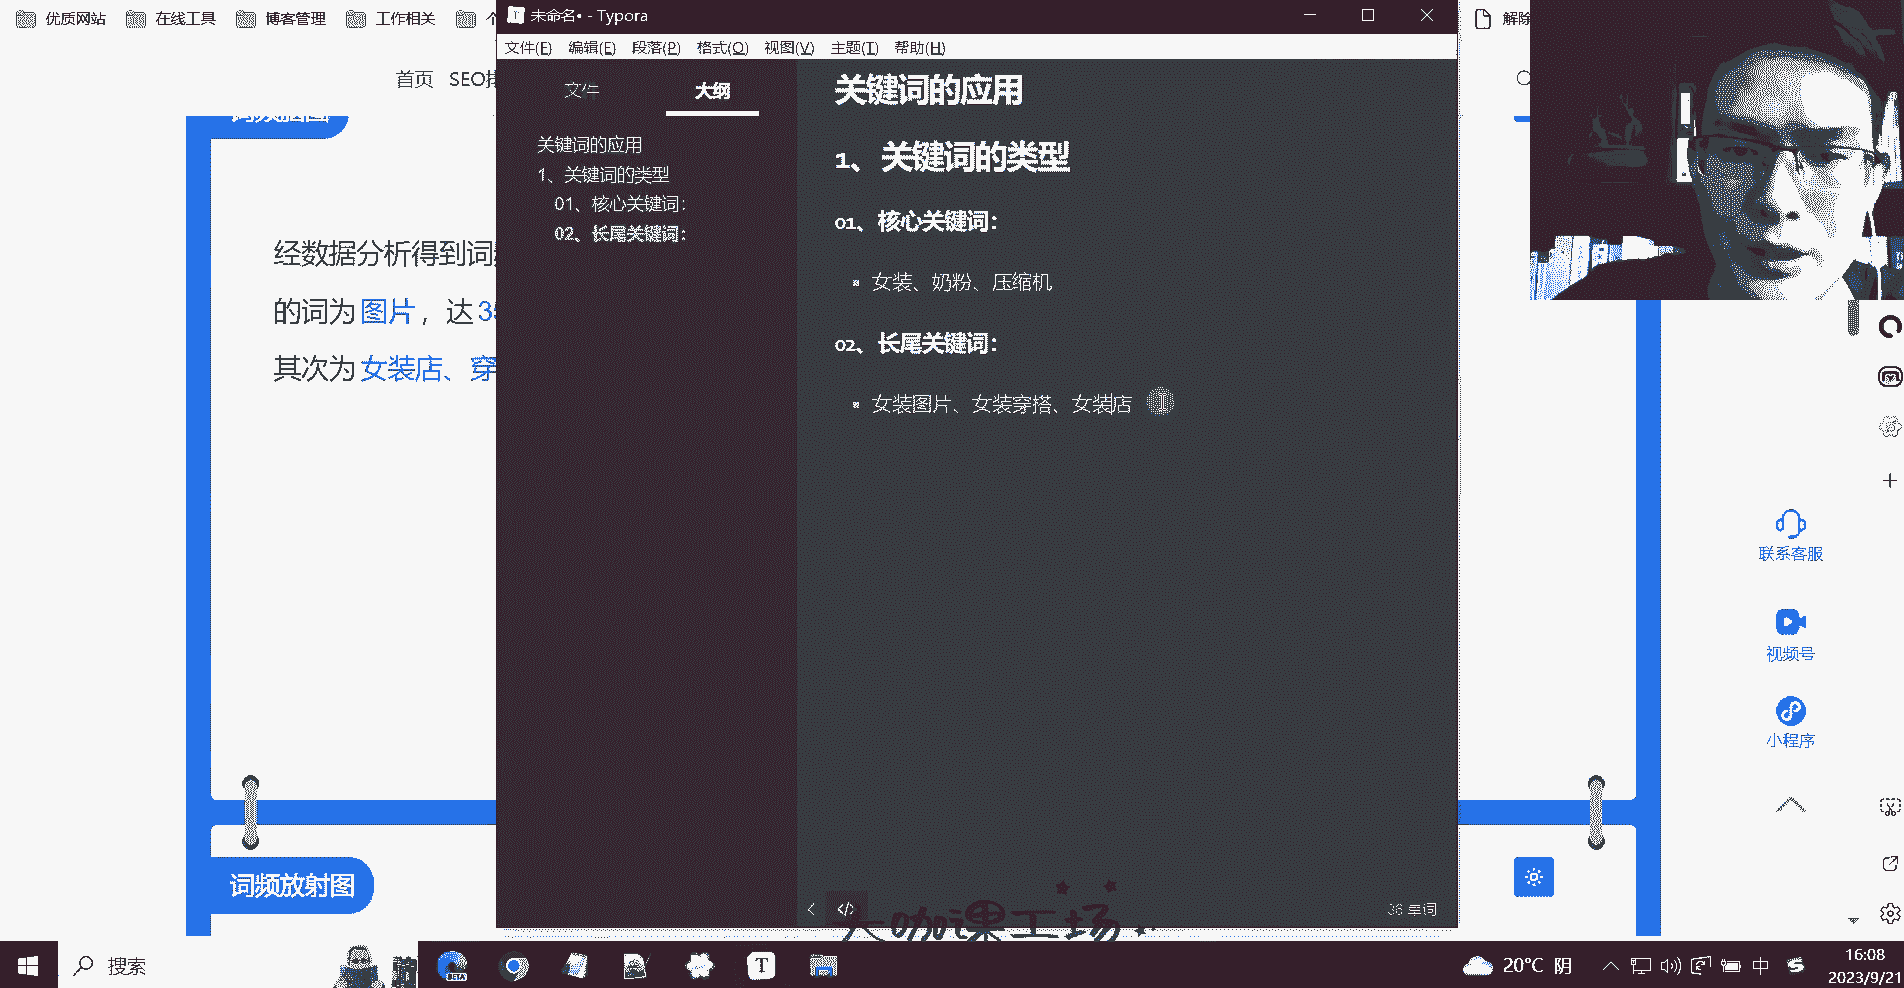 优质网站 在线工具 博客管理 工作相关
未命名• - Typora
解除
文件(F) 编辑(E) 段落(P) 格式(O) 视图(V) 主题(T) 帮助(H)
首页
文件 大纲
关键词的应用
1、关键词的类型
01、核心关键词：
02、长尾关键词：
关键词的应用
1、关键词的类型
01、核心关键词：
女装、奶粉、压缩机
02、长尾关键词：
女装图片、女装穿搭、女装店
词频脑图
经数据分析得到词
的词为图片，达
其次为女装店、穿
词频放射图
联系客服
视频号
小程序
大咖课工场
36 单词
搜索
BETA
20°C 阴
中
16:08
2023/9/21